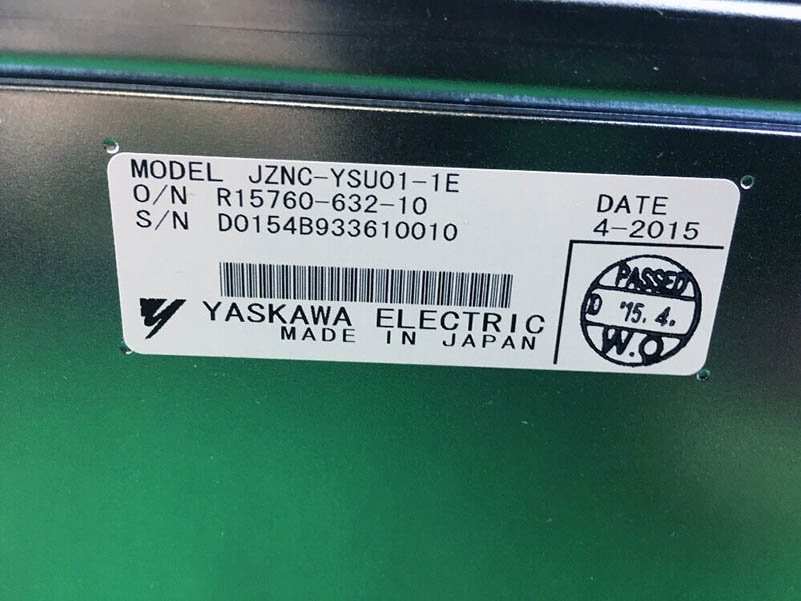 MODEL JZNC-YSU01-1E
O/N R15760-632-10
S/N D0154B933610010
DATE
4-2015
YASKAWA ELECTRIC
MADE IN JAPAN
PASSED
D '15.4.
W.O